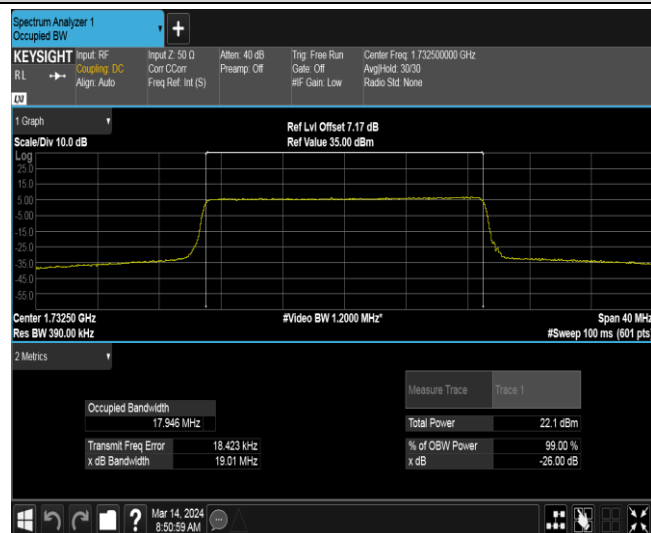 Spectrum Analyzer 1
Occupied BW
+
KEYSIGHT Input: RF Input Z: 50 Ω Atten: 40 dB Trig: Free Run Center Freq: 1.732500000 GHz
RL Coupling: DC Corr CCorr Preamp: Off Gate: Off Avg|Hold: 30/30
Align: Auto Freq Ref: Int (S) #IF Gain: Low Radio Std: None
LXI
1 Graph
Ref Lvl Offset 7.17 dB
Scale/Div 10.0 dB Ref Value 35.00 dBm
Log
25.0
15.0
5.00
-5.00
-15.0
-25.0
-35.0
-45.0
-55.0
Center 1.73250 GHz #Video BW 1.2000 MHz* Span 40 MHz
Res BW 390.00 kHz #Sweep 100 ms (601 pts)
2 Metrics
Measure Trace Trace 1
Occupied Bandwidth
17.946 MHz Total Power 22.1 dBm
Transmit Freq Error 18.423 kHz % of OBW Power 99.00 %
x dB Bandwidth 19.01 MHz x dB -26.00 dB
? Mar 14, 2024
8:50:59 AM